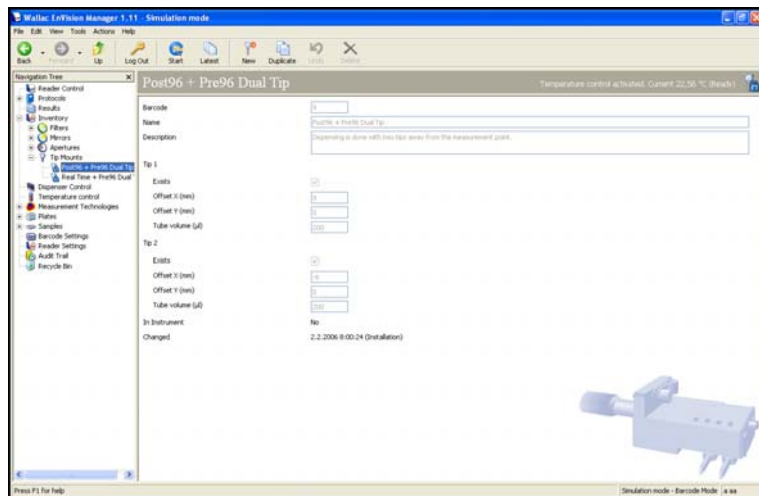 Wallac EnVision Manager 1.11 - Simulation mode
File Edit View Tools Actions Help
Back Forward Up Log Out Start Latest New Duplicate Undo Delete
Navigation Tree
Reader Control
Protocols
Results
Inventory
Filters
Mirrors
Apertures
Tip Mounts
Post96 + Pre96 Dual Tip
Real Time + Pre96 Dual
Dispenser Control
Temperature control
Measurement Technologies
Plates
Samples
Barcode Settings
Reader Settings
Audit Trail
Recycle Bin
Post96 + Pre96 Dual Tip
Temperature control activated. Current 22,56 °C (Ready)
Barcode
Name Post96 + Pre96 Dual Tip
Description Dispensing is done with two tips away from the measurement point.
Tip 1
Exists
Offset X (mm)
Offset Y (mm)
Tube volume (µl) 200
Tip 2
Exists
Offset X (mm)
Offset Y (mm)
Tube volume (µl) 200
In Instrument No
Changed 2.2.2006 8:00:24 (Installation)
Press F1 for help
Simulation mode - Barcode Mode a aa